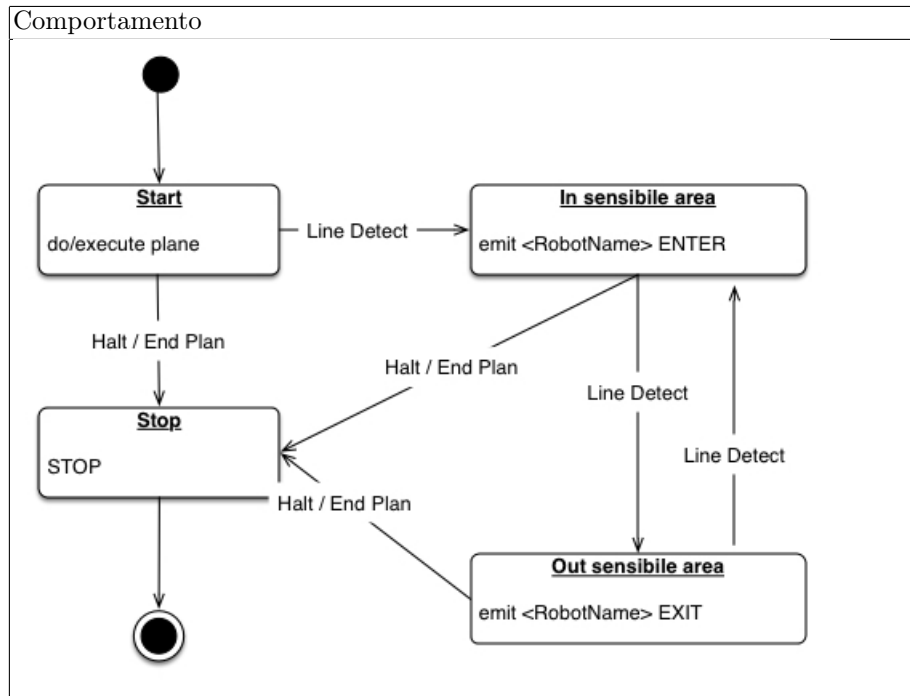 Comportamento
Start
do/execute plane
Line Detect
In sensibile area
emit <RobotName> ENTER
Halt / End Plan
Halt / End Plan
Line Detect
Stop
STOP
Line Detect
Halt / End Plan
Out sensibile area
emit <RobotName> EXIT